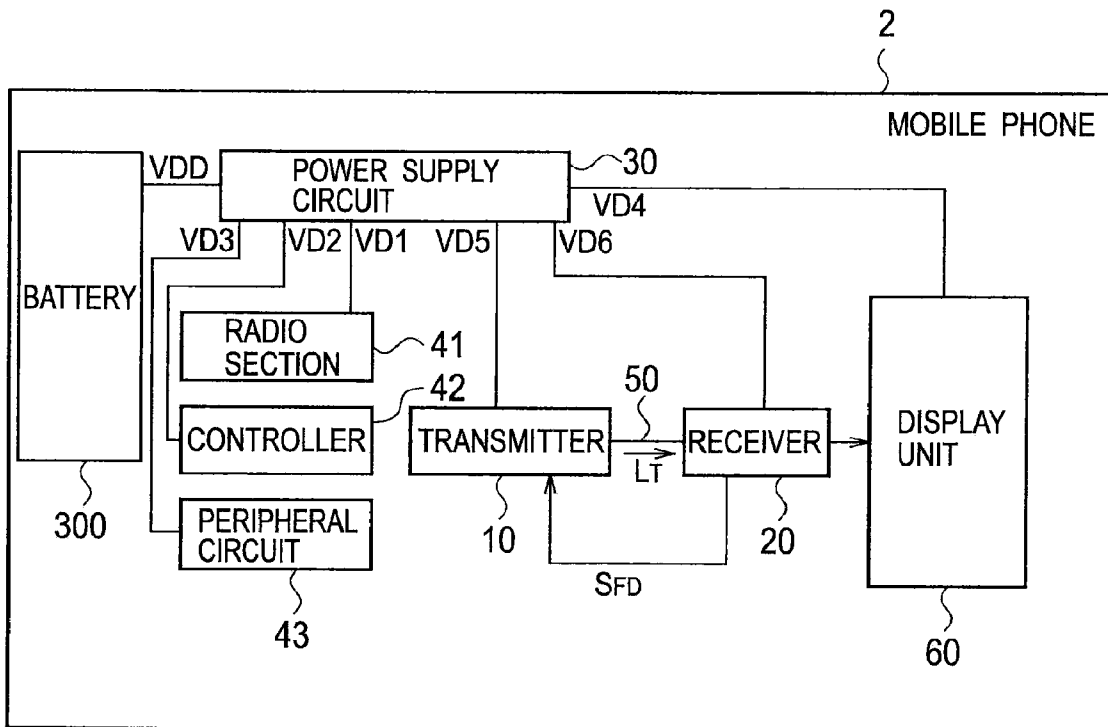 2
MOBILE PHONE
VDD
POWER SUPPLY
CIRCUIT
30
VD4
VD3
VD2
VD1
VD5
VD6
BATTERY
RADIO
SECTION
41
42
CONTROLLER
50
TRANSMITTER
LT
RECEIVER
DISPLAY
UNIT
300
PERIPHERAL
CIRCUIT
43
10
20
SFD
60